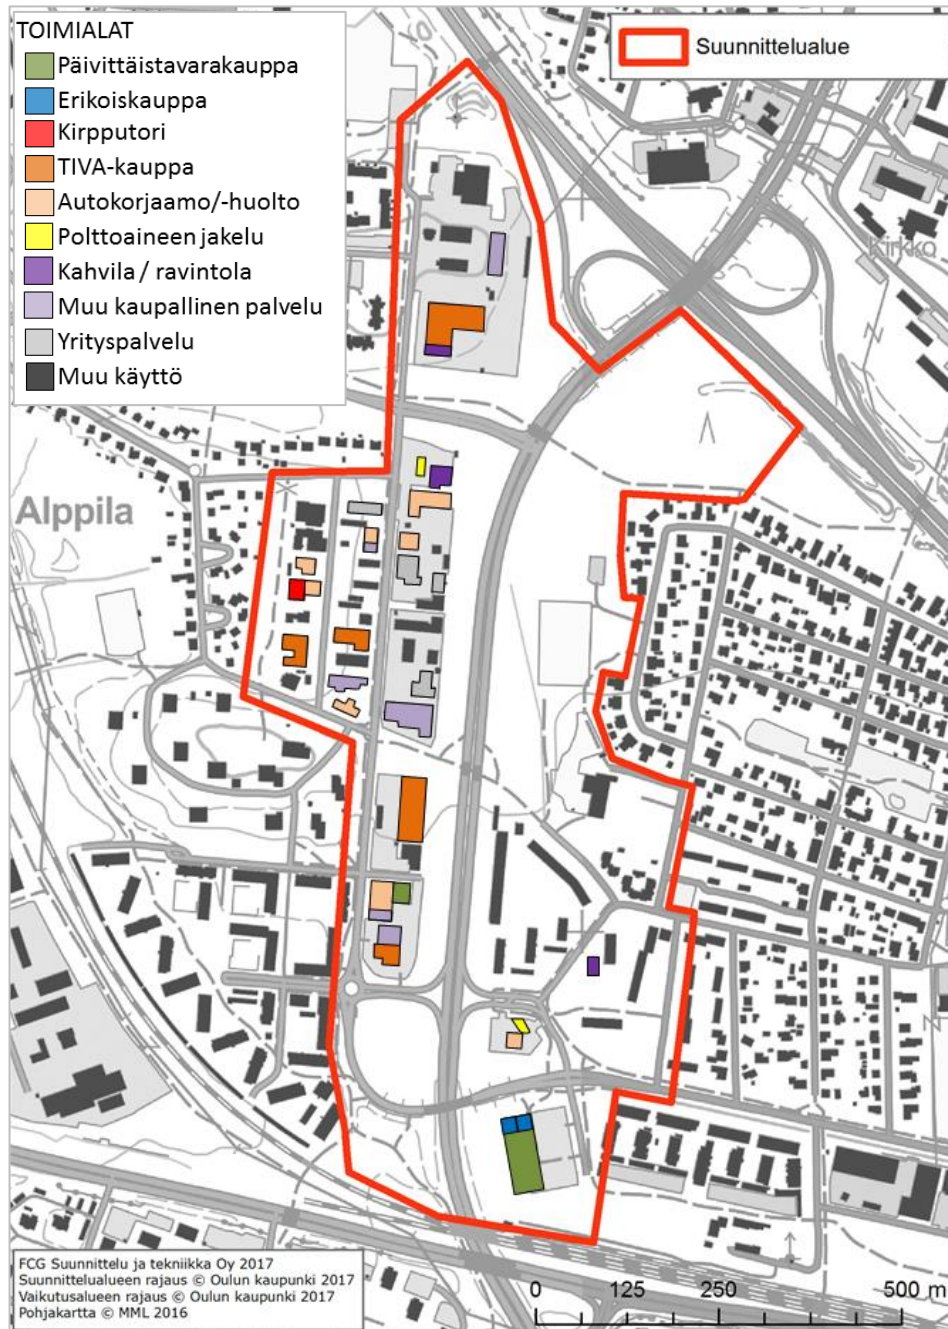 TOIMIALAT
Päivittäistavarakauppa
Erikoiskauppa
Kirpputori
TIVA-kauppa
Autokorjaamo/-huolto
Polttoaineen jakelu
Kahvila / ravintola
Muu kaupallinen palvelu
Yrityspalvelu
Muu käyttö
Suunnittelualue
Kirkko
Alppila
FCG Suunnittelu ja tekniikka Oy 2017
Suunnittelualueen rajaus © Oulun kaupunki 2017
Vaikutusalueen rajaus © Oulun kaupunki 2017
Pohjakartta © MML 2016
0 125 250 500 m